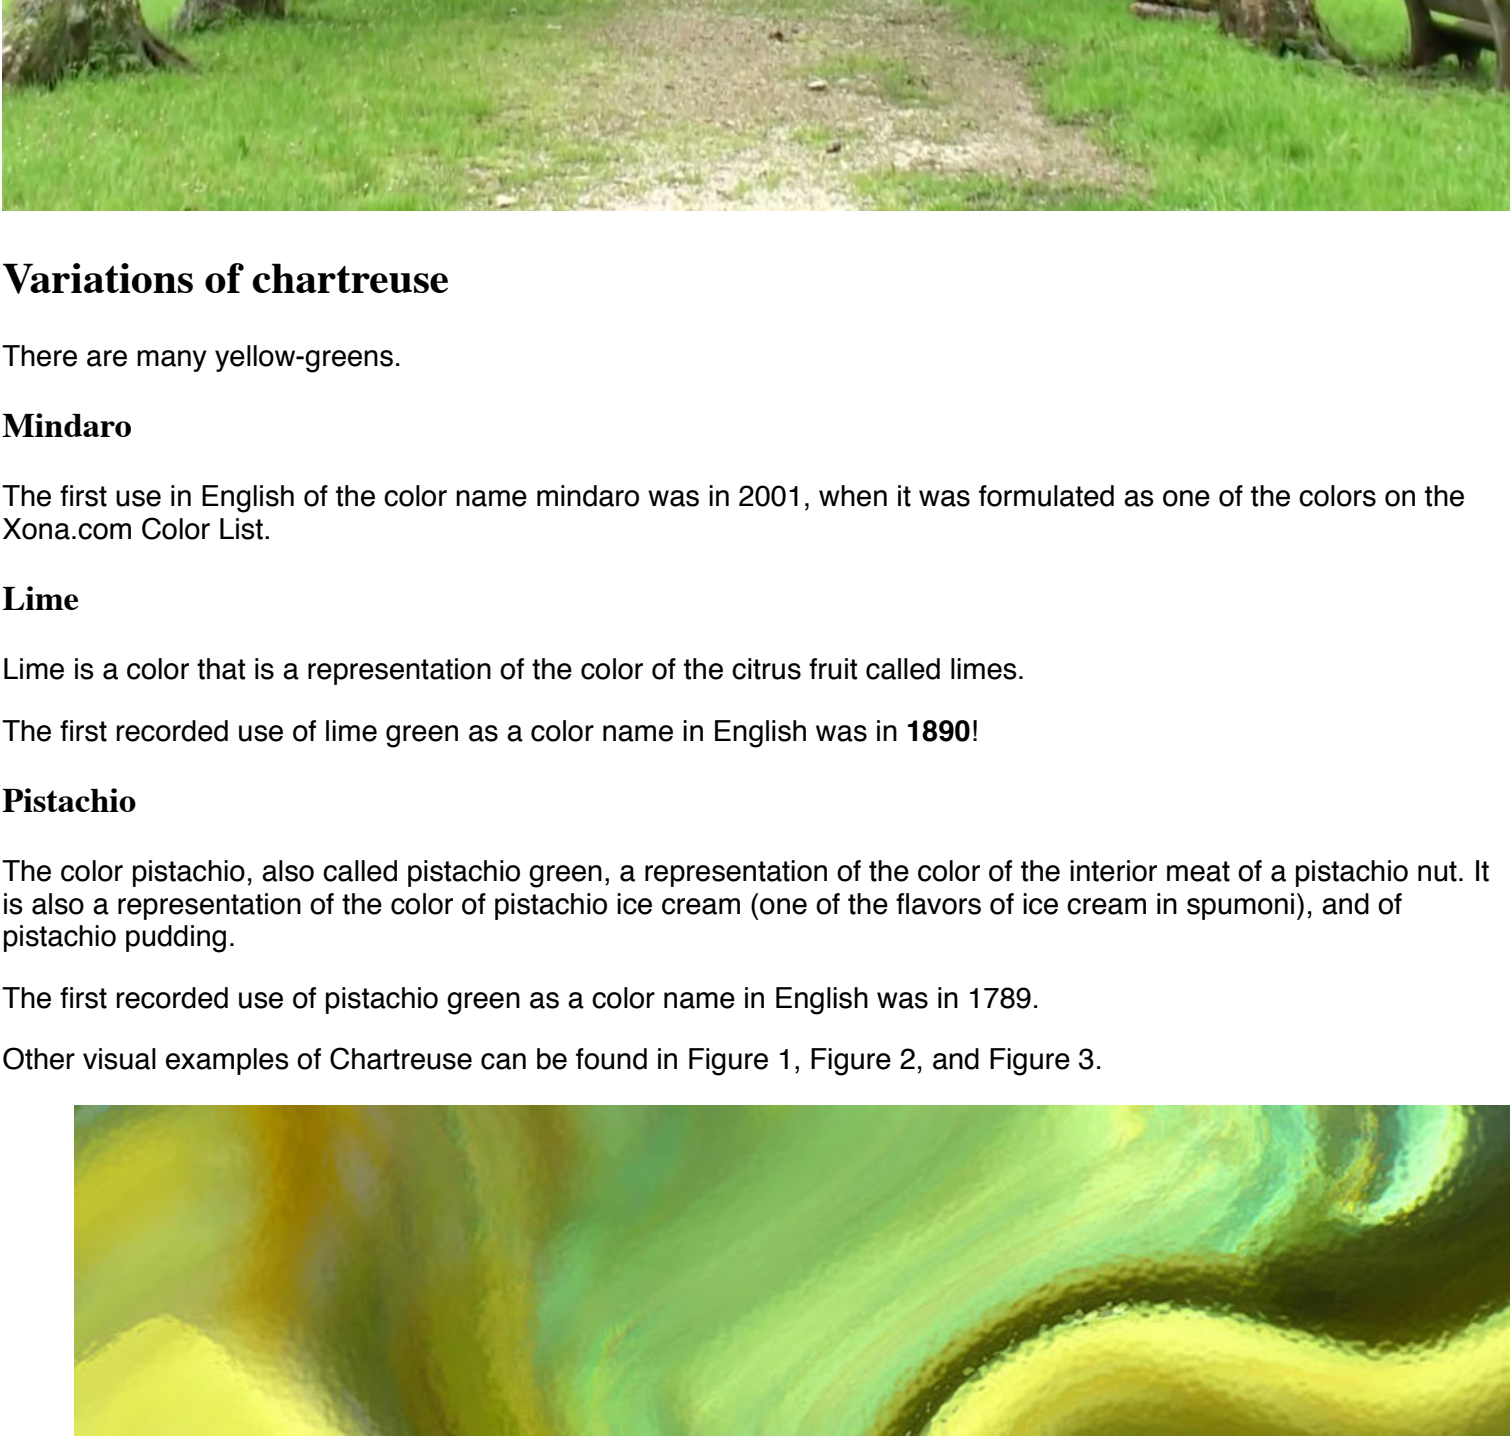 Variations of chartreuse
There are many yellow-greens.
Mindaro
The first use in English of the color name mindaro was in 2001, when it was formulated as one of the colors on the
Xona.com Color List.
Lime
Lime is a color that is a representation of the color of the citrus fruit called limes.
The first recorded use of lime green as a color name in English was in 1890!
Pistachio
The color pistachio, also called pistachio green, a representation of the color of the interior meat of a pistachio nut. It
is also a representation of the color of pistachio ice cream (one of the flavors of ice cream in spumoni), and of
pistachio pudding.
The first recorded use of pistachio green as a color name in English was in 1789.
Other visual examples of Chartreuse can be found in Figure 1, Figure 2, and Figure 3.